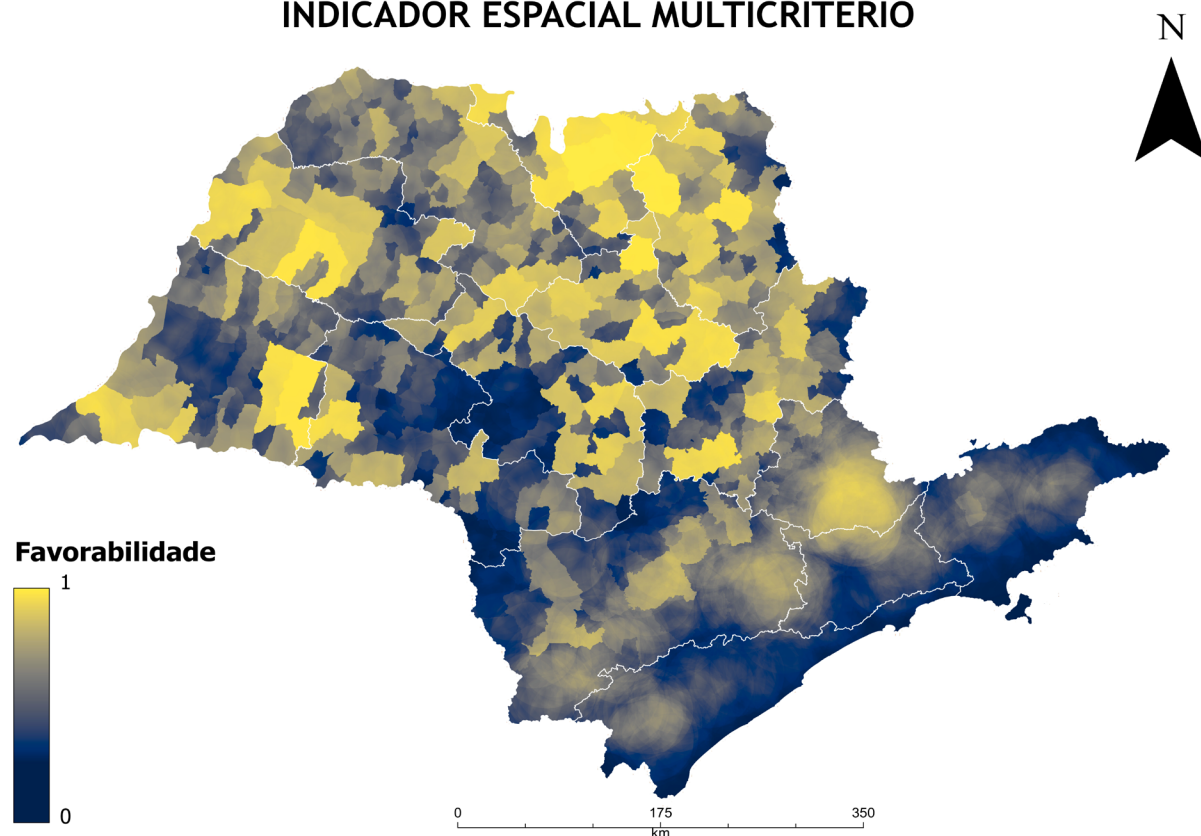 INDICADOR ESPACIAL MULTICRITERIO
N
Favorabilidade
1
0
0 175 350
km